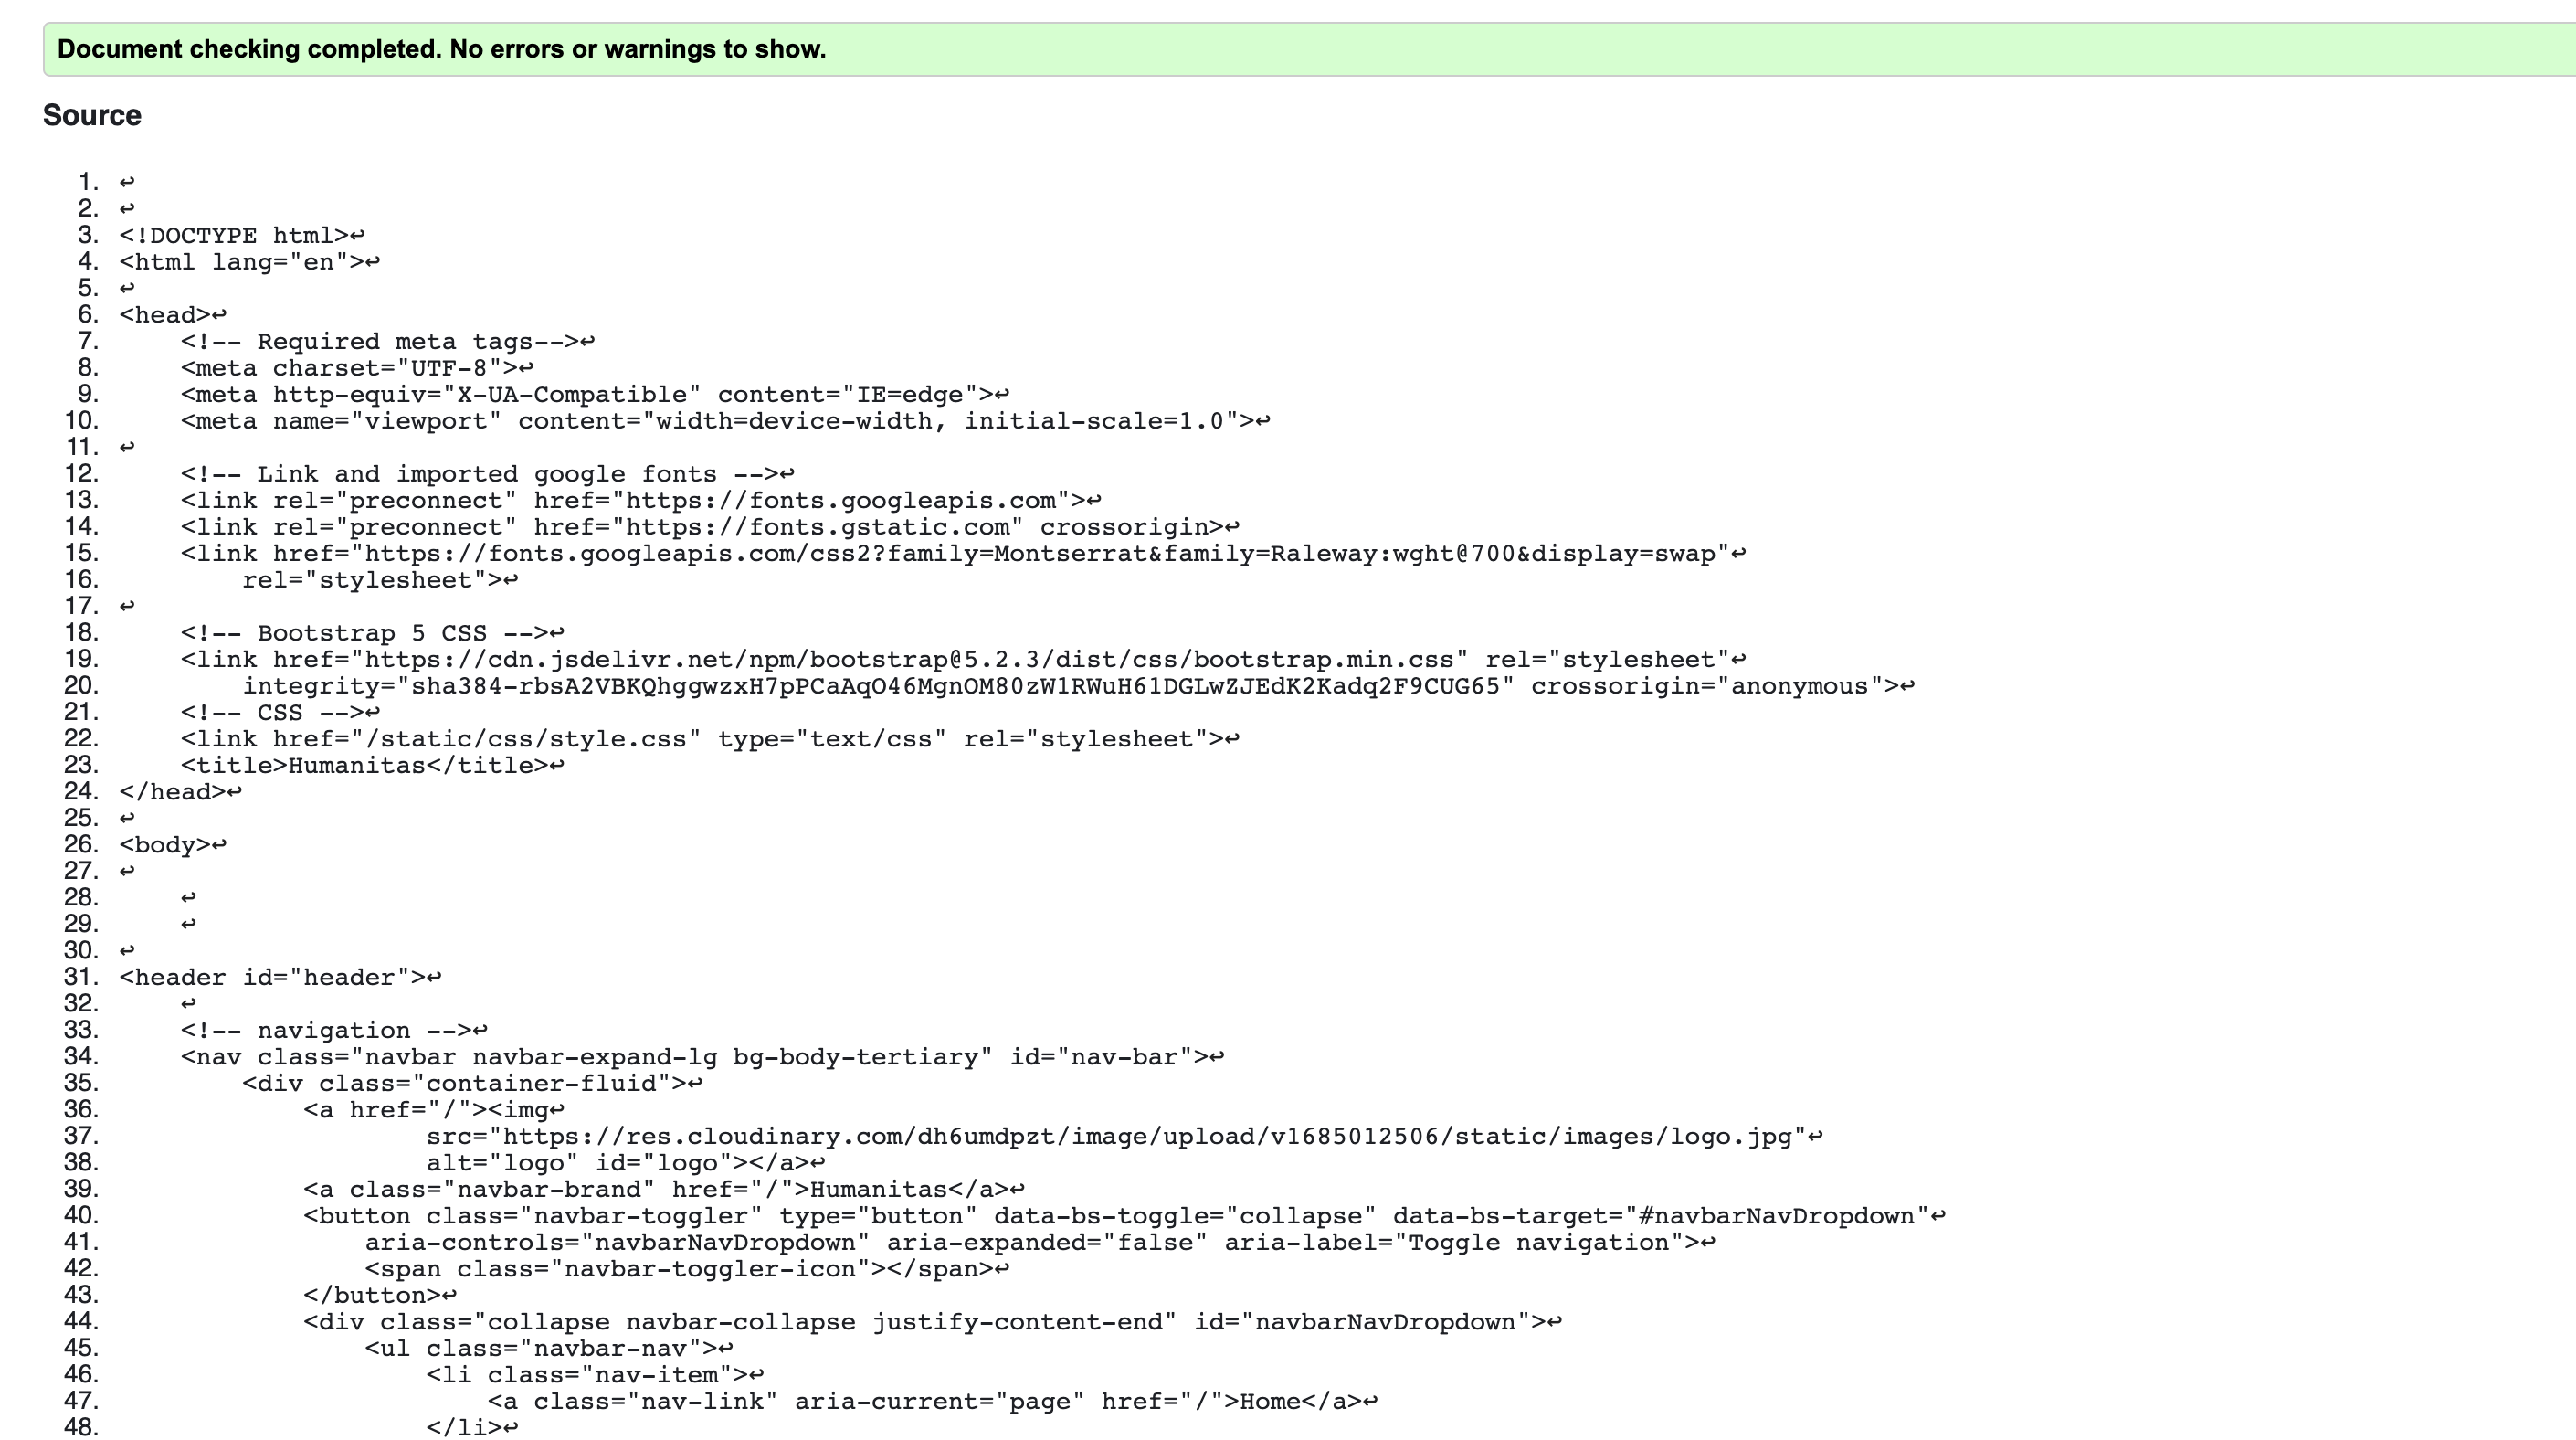 Document checking completed. No errors or warnings to show.
Source
1. ↩
2. ↩
3. <!DOCTYPE html>↩
4. <html lang="en">↩
5. ↩
6. <head>↩
7.     <!-- Required meta tags-->↩
8.     <meta charset="UTF-8">↩
9.     <meta http-equiv="X-UA-Compatible" content="IE=edge">↩
10.     <meta name="viewport" content="width=device-width, initial-scale=1.0">↩
11. ↩
12.     <!-- Link and imported google fonts -->↩
13.     <link rel="preconnect" href="https://fonts.googleapis.com">↩
14.     <link rel="preconnect" href="https://fonts.gstatic.com" crossorigin>↩
15.     <link href="https://fonts.googleapis.com/css2?family=Montserrat&family=Raleway:wght@700&display=swap"↩
16.         rel="stylesheet">↩
17. ↩
18.     <!-- Bootstrap 5 CSS -->↩
19.     <link href="https://cdn.jsdelivr.net/npm/bootstrap@5.2.3/dist/css/bootstrap.min.css" rel="stylesheet"↩
20.         integrity="sha384-rbsA2VBKQhggwzxH7pPCaAqO46MgnOM80zW1RWuH61DGLwZJEdK2Kadq2F9CUG65" crossorigin="anonymous">↩
21.     <!-- CSS -->↩
22.     <link href="/static/css/style.css" type="text/css" rel="stylesheet">↩
23.     <title>Humanitas</title>↩
24. </head>↩
25. ↩
26. <body>↩
27. ↩
28.     ↩
29.     ↩
30. ↩
31. <header id="header">↩
32.     ↩
33.     <!-- navigation -->↩
34.     <nav class="navbar navbar-expand-lg bg-body-tertiary" id="nav-bar">↩
35.         <div class="container-fluid">↩
36.             <a href="/"><img↩
37.                     src="https://res.cloudinary.com/dh6umdpzt/image/upload/v1685012506/static/images/logo.jpg"↩
38.                     alt="logo" id="logo"></a>↩
39.             <a class="navbar-brand" href="/">Humanitas</a>↩
40.             <button class="navbar-toggler" type="button" data-bs-toggle="collapse" data-bs-target="#navbarNavDropdown"↩
41.                 aria-controls="navbarNavDropdown" aria-expanded="false" aria-label="Toggle navigation">↩
42.                 <span class="navbar-toggler-icon"></span>↩
43.             </button>↩
44.             <div class="collapse navbar-collapse justify-content-end" id="navbarNavDropdown">↩
45.                 <ul class="navbar-nav">↩
46.                     <li class="nav-item">↩
47.                         <a class="nav-link" aria-current="page" href="/">Home</a>↩
48.                     </li>↩